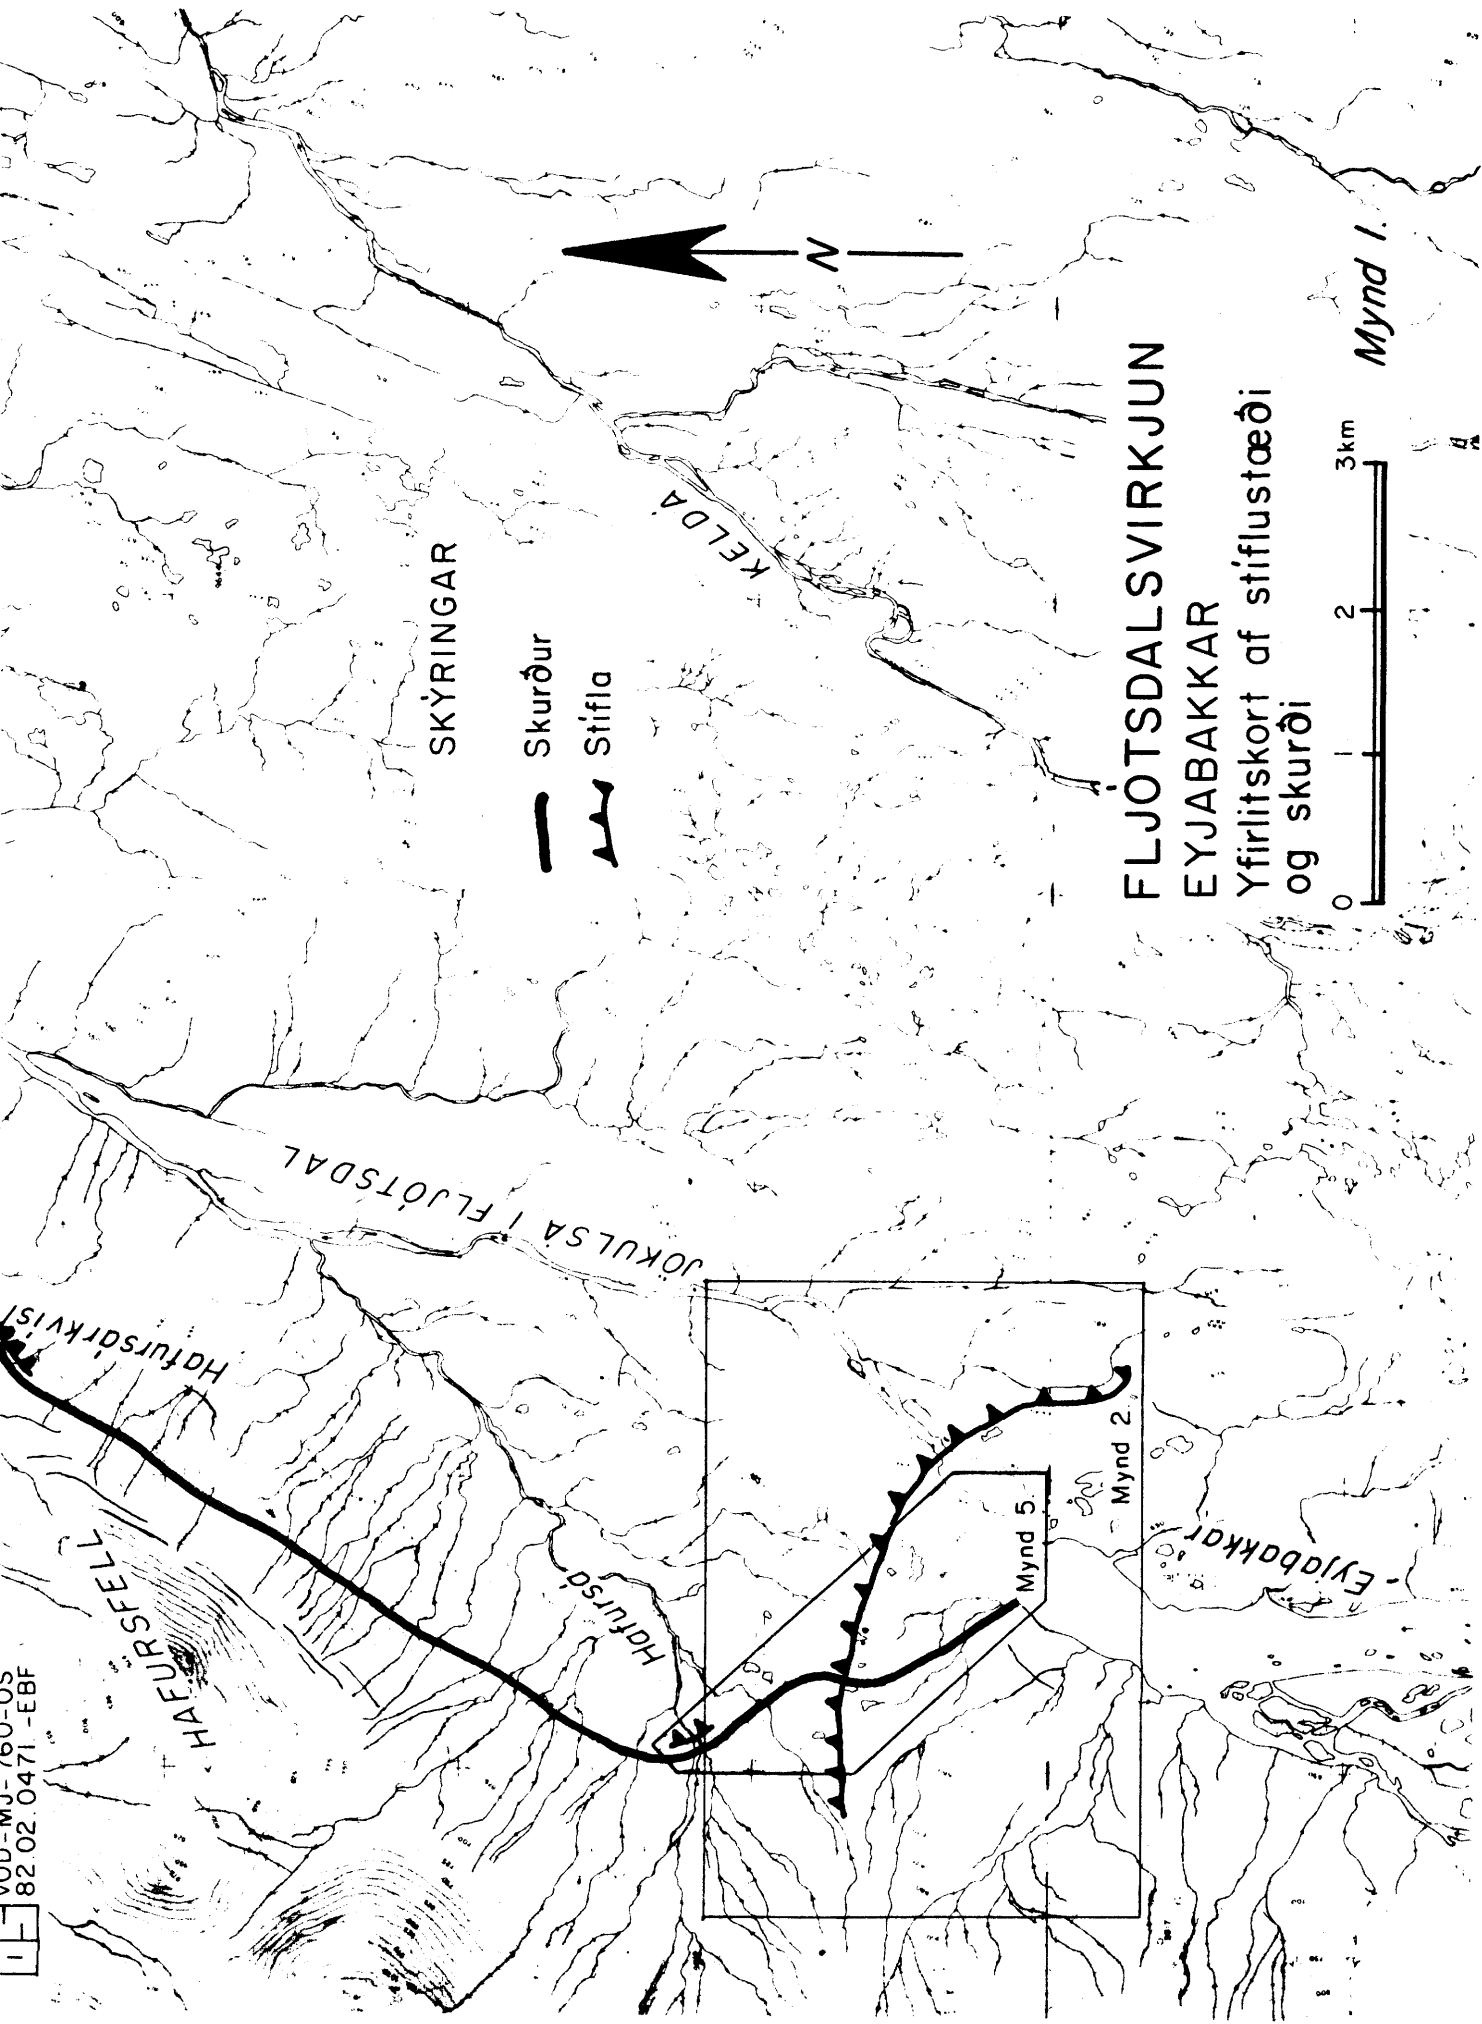 VOD-MJ-760-OS
82.02.0471-EBF
HAFURSFELL
Hafursárkvísl
JÖKULSÁ Í FLJÓTSDAL
Hafursá
KELDÁ
SKÝRINGAR
Skurður
Stífla
N
Mynd 5.
Mynd 2.
Eyjabakkar
FLJÓTSDALSVIRKJUN
EYJABAKKAR
Yfirlitskort af stíflustæði
og skurði
0 1 2 3km
Mynd 1.